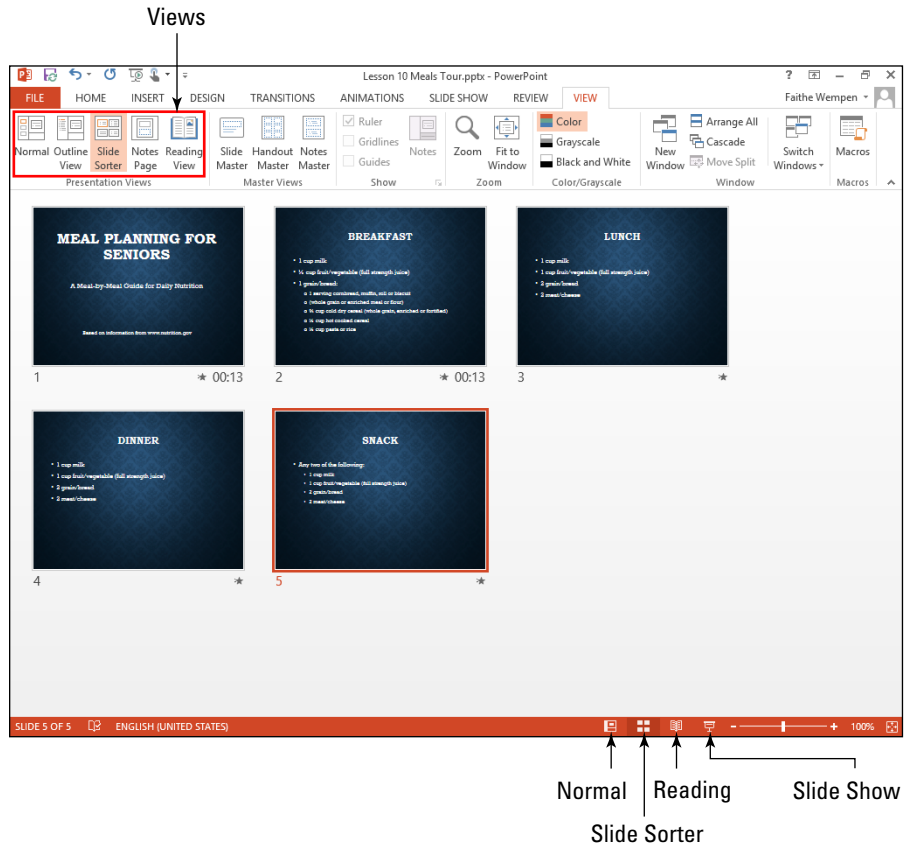 Views
Lesson 10 Meals Tour.pptx - PowerPoint
?
FILE HOME INSERT DESIGN TRANSITIONS ANIMATIONS SLIDE SHOW REVIEW VIEW Faithe Wempen
Normal Outline View Slide Sorter Notes Page Reading View
Presentation Views
Slide Master Handout Master Notes Master
Master Views
Ruler
Gridlines
Guides
Notes
Show
Zoom Fit to Window
Zoom
Color
Grayscale
Black and White
Color/Grayscale
New Window
Arrange All
Cascade
Move Split
Switch Windows
Window
Macros
Macros
MEAL PLANNING FOR
SENIORS
A Meal-by-Meal Guide for Daily Nutrition
Based on information from www.nutrition.gov
1 00:13
BREAKFAST
• 1 cup milk
• ½ cup fruit/vegetable (full strength juice)
• 1 grain/bread:
o 1 serving cornbread, muffin, roll or biscuit
o (whole grain or enriched meal or flour)
o ¾ cup cold dry cereal (whole grain, enriched or fortified)
o ½ cup hot cooked cereal
o ½ cup pasta or rice
2 00:13
LUNCH
• 1 cup milk
• 1 cup fruit/vegetable (full strength juice)
• 2 grain/bread
• 2 meat/cheese
3
DINNER
• 1 cup milk
• 1 cup fruit/vegetable (full strength juice)
• 2 grain/bread
• 2 meat/cheese
4
SNACK
• Any two of the following:
• 1 cup milk
• 1 cup fruit/vegetable (full strength juice)
• 2 grain/bread
• 2 meat/cheese
5
SLIDE 5 OF 5 ENGLISH (UNITED STATES) - + 100%
Normal Reading Slide Show
Slide Sorter